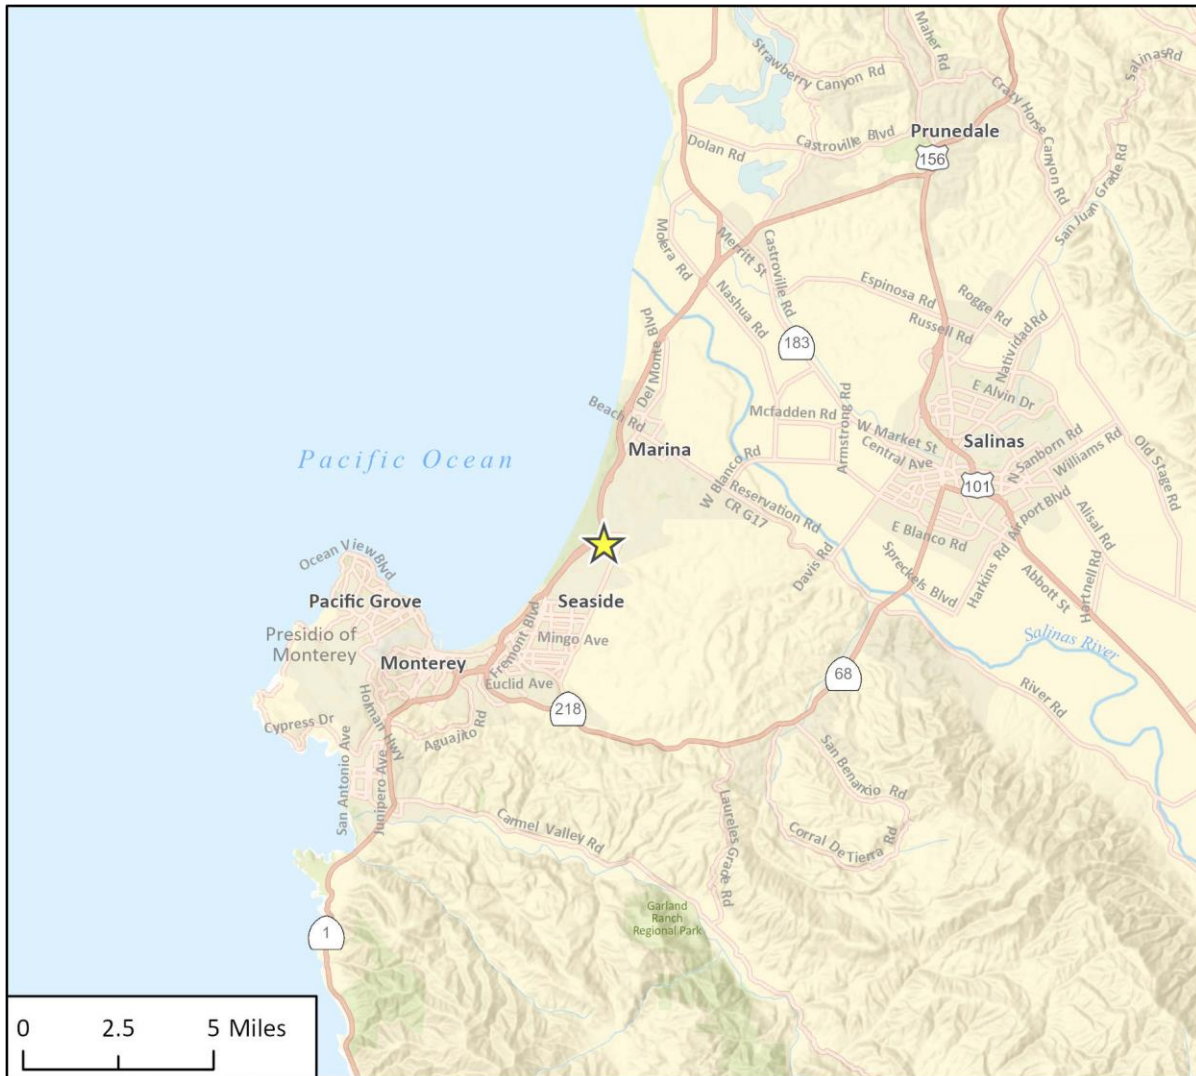 Strawberry
Canyon Rd
Maher Rd
SalinasRd
Crazy Horse
Canyon Rd
Prunedale
Castroville Blvd
Dolan Rd
156
San Juan Grade Rd
Molera Rd
Merritt St
Castroville Rd
Espinosa Rd
Rogge Rd
Nashua Rd
Russell Rd
Natividad Rd
183
Del Monte
Blvd
E Alvin Dr
Beach Rd
Mcfadden Rd
Armstrong Rd
W Market St
Salinas
Central Ave
N Sanborn Rd
Williams Rd
Old Stage Rd
Pacific Ocean
Marina
W Blanco Rd
Reservation Rd
CR G17
101
Airport Blvd
Alisal Rd
E Blanco Rd
Davis Rd
Spreckels Blvd
Harkins Rd
Abbott St
Hartnell Rd
Ocean View Blvd
Pacific Grove
Seaside
Presidio of
Monterey
Fremont Blvd
Mingo Ave
Salinas River
Monterey
Euclid Ave
68
River Rd
218
Holman Hwy
Cypress Dr
Aguajito Rd
San Antonio Ave
Junipero Ave
San Benancio Rd
Laureles Grade Rd
Carmel Valley Rd
Corral De Tierra Rd
Garland
Ranch
Regional Park
1
0 2.5 5 Miles